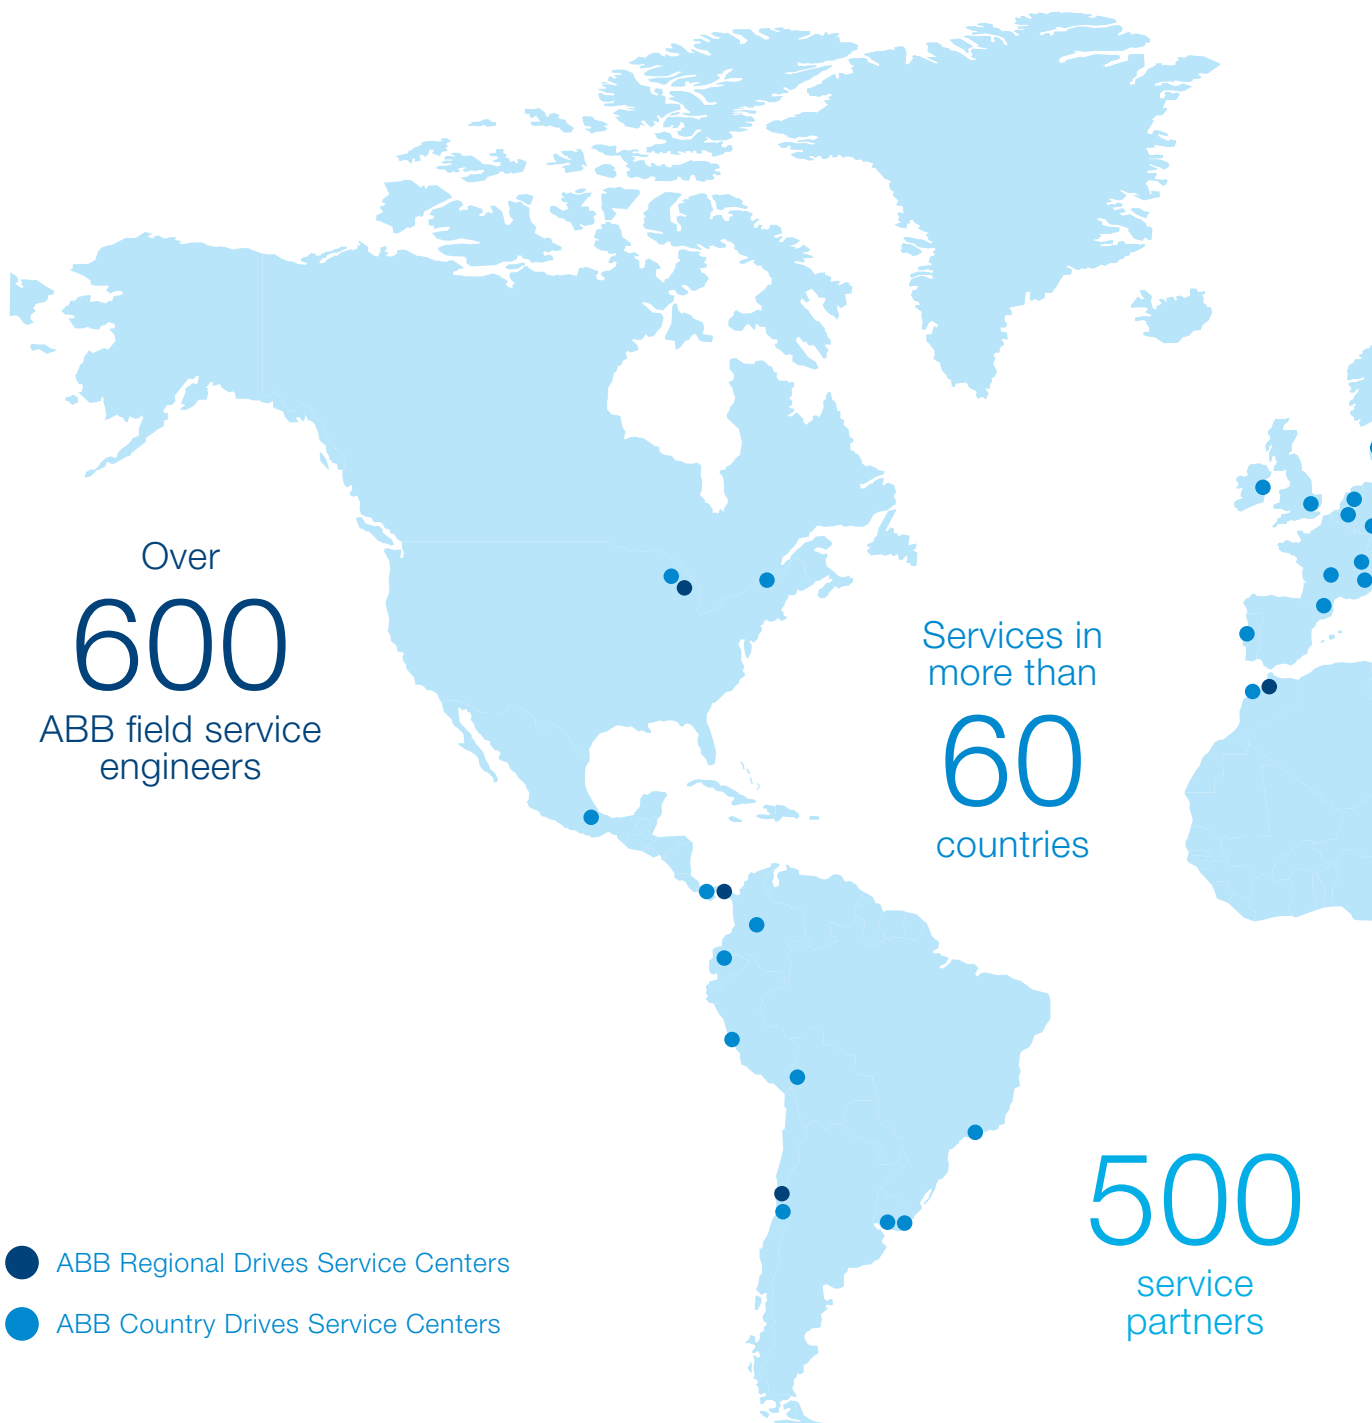 Over
600
ABB field service
engineers
Services in
more than
60
countries
500
service
partners
ABB Regional Drives Service Centers
ABB Country Drives Service Centers